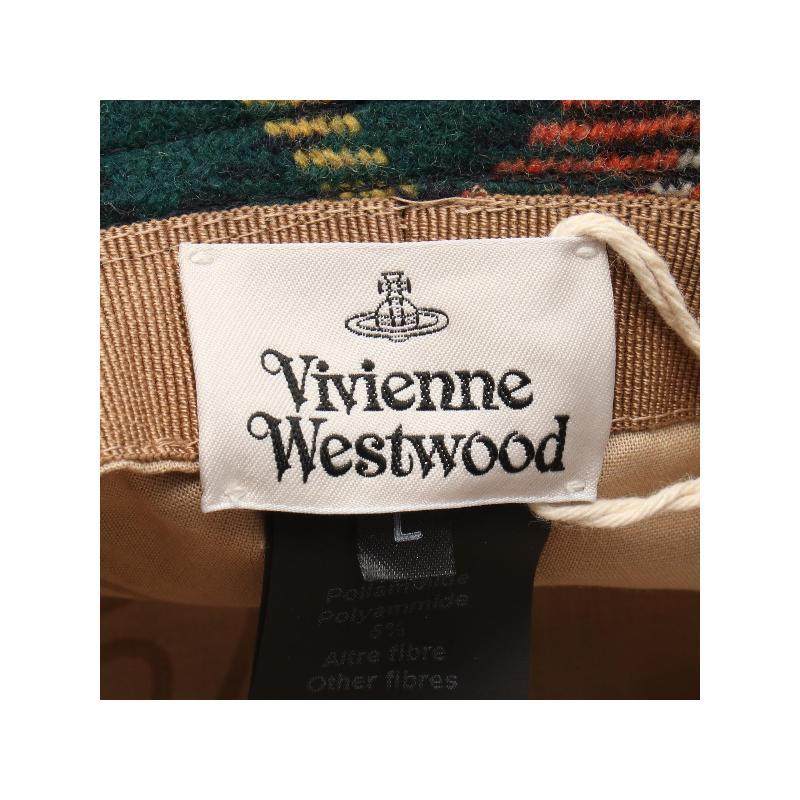 Vivienne
Westwood
L
Poliammide
Polyammide
5%
Altre fibre
Other fibres